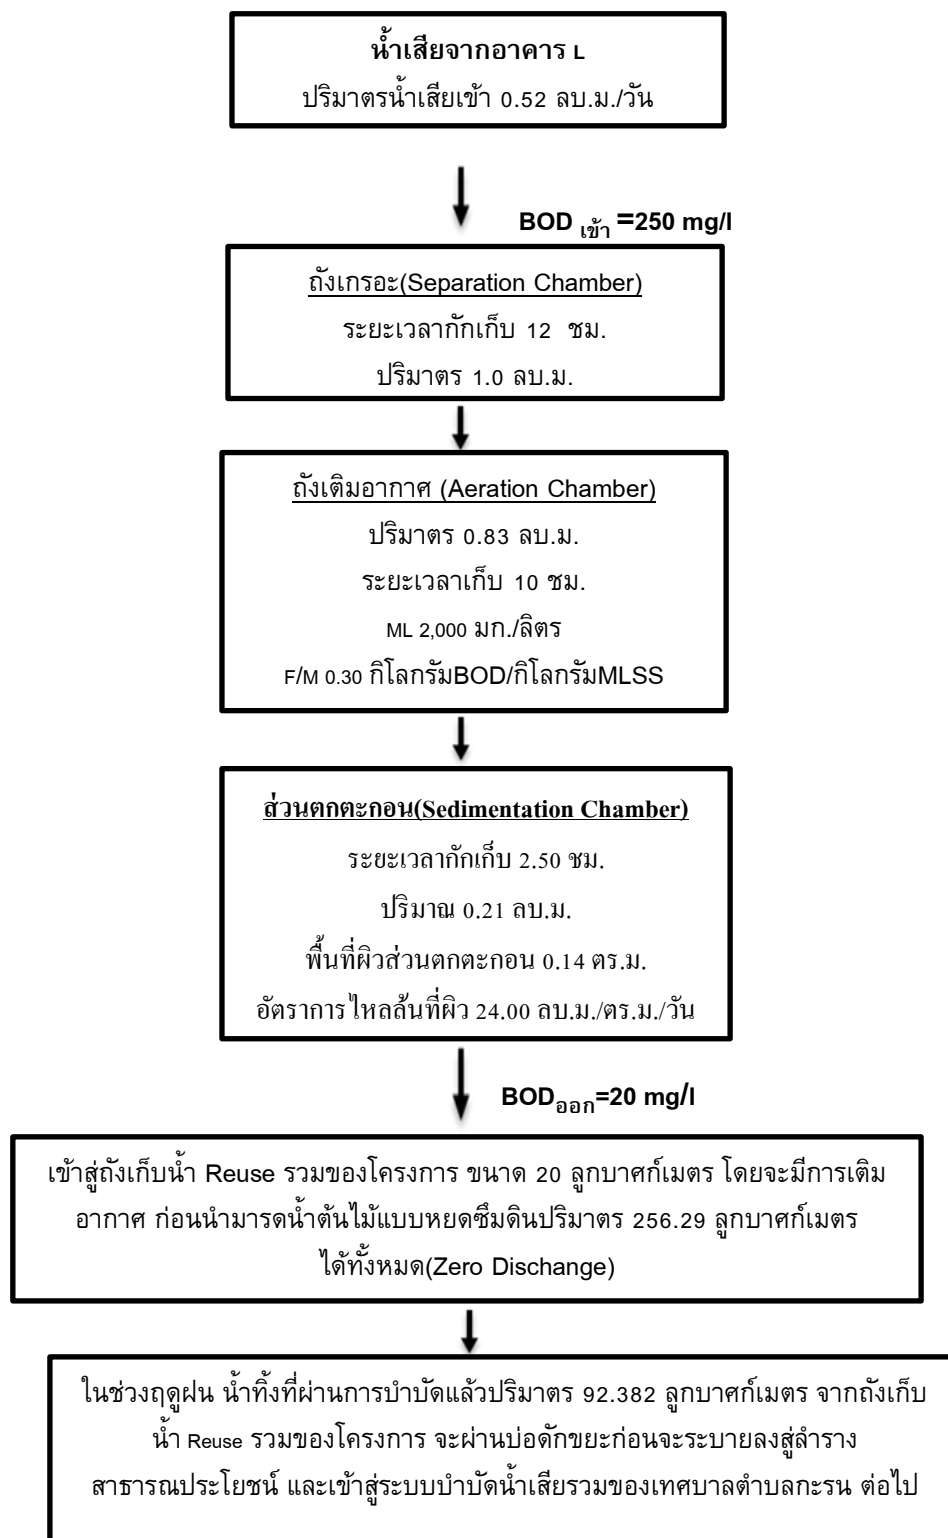 น้ำเสียจากอาคาร L
ปริมาตรน้ำเสียเข้า 0.52 ลบ.ม./วัน
BOD เข้า =250 mg/l
ถังเกรอะ(Separation Chamber)
ระยะเวลากักเก็บ 12 ชม.
ปริมาตร 1.0 ลบ.ม.
ถังเติมอากาศ (Aeration Chamber)
ปริมาตร 0.83 ลบ.ม.
ระยะเวลาเก็บ 10 ชม.
ML 2,000 มก./ลิตร
F/M 0.30 กิโลกรัมBOD/กิโลกรัมMLSS
ส่วนตกตะกอน(Sedimentation Chamber)
ระยะเวลากักเก็บ 2.50 ชม.
ปริมาณ 0.21 ลบ.ม.
พื้นที่ผิวส่วนตกตะกอน 0.14 ตร.ม.
อัตราการไหลล้นที่ผิว 24.00 ลบ.ม./ตร.ม./วัน
BODออก=20 mg/l
เข้าสู่ถังเก็บน้ำ Reuse รวมของโครงการ ขนาด 20 ลูกบาศก์เมตร โดยจะมีการเติม
อากาศ ก่อนนำมารดน้ำต้นไม้แบบหยดซึมดินปริมาตร 256.29 ลูกบาศก์เมตร
ได้ทั้งหมด(Zero Dischange)
ในช่วงฤดูฝน น้ำทิ้งที่ผ่านการบำบัดแล้วปริมาตร 92.382 ลูกบาศก์เมตร จากถังเก็บ
น้ำ Reuse รวมของโครงการ จะผ่านบ่อดักขยะก่อนจะระบายลงสู่ลำราง
สาธารณประโยชน์ และเข้าสู่ระบบบำบัดน้ำเสียรวมของเทศบาลตำบลกะรน ต่อไป